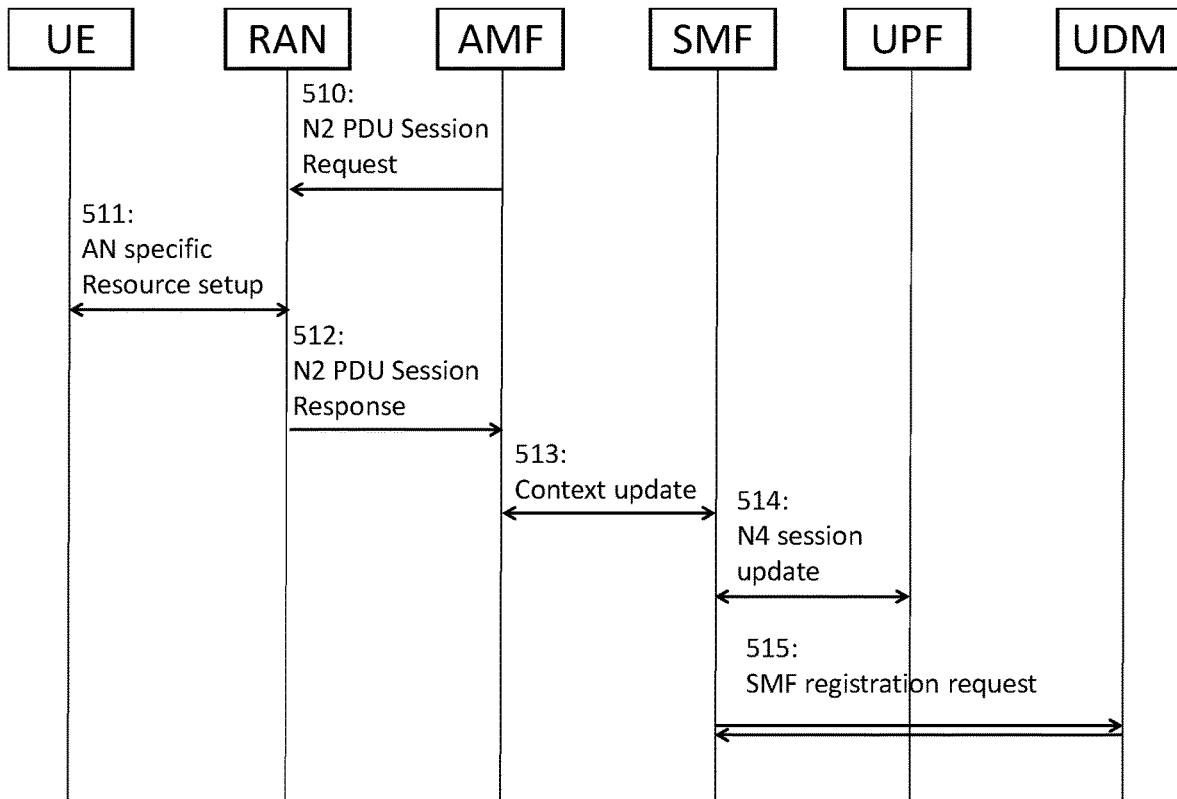 UE
RAN
AMF
SMF
UPF
UDM
510:
N2 PDU Session
Request
511:
AN specific
Resource setup
512:
N2 PDU Session
Response
513:
Context update
514:
N4 session
update
515:
SMF registration request